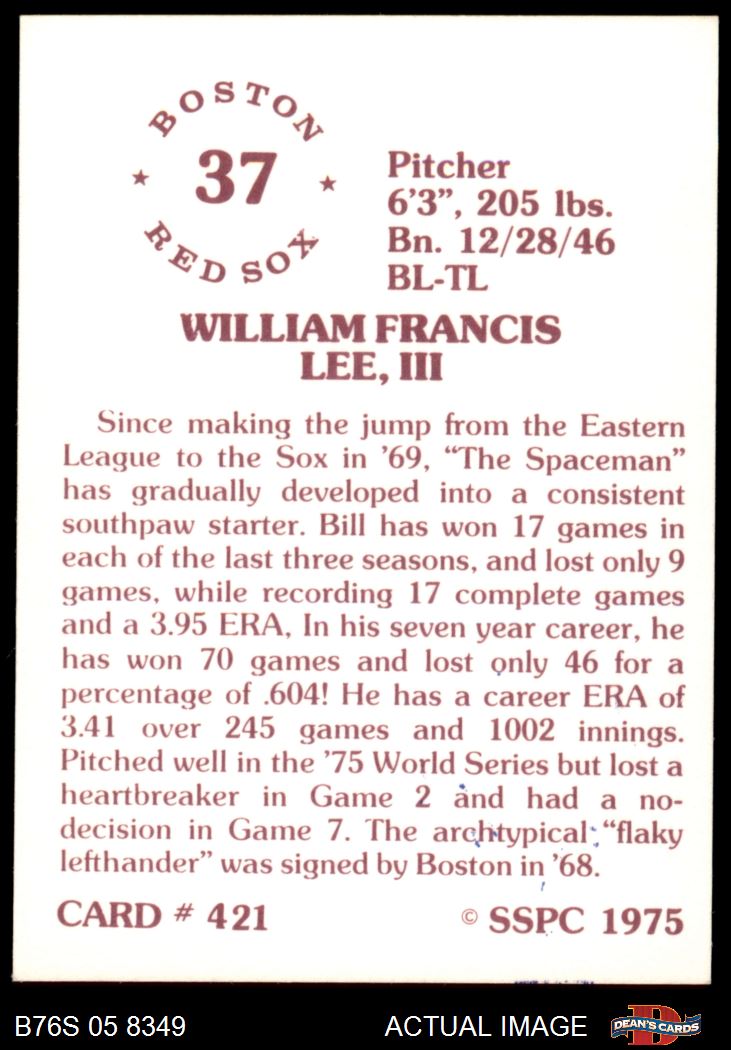 BOSTON
37
RED SOX
Pitcher
6'3", 205 lbs.
Bn. 12/28/46
BL-TL
WILLIAM FRANCIS
LEE, III
Since making the jump from the Eastern
League to the Sox in '69, "The Spaceman"
has gradually developed into a consistent
southpaw starter. Bill has won 17 games in
each of the last three seasons, and lost only 9
games, while recording 17 complete games
and a 3.95 ERA, In his seven year career, he
has won 70 games and lost only 46 for a
percentage of .604! He has a career ERA of
3.41 over 245 games and 1002 innings.
Pitched well in the '75 World Series but lost a
heartbreaker in Game 2 and had a no-
decision in Game 7. The archtypical "flaky
lefthander" was signed by Boston in '68.
CARD # 421
© SSPC 1975
B76S 05 8349
ACTUAL IMAGE
D
DEAN'S CARDS